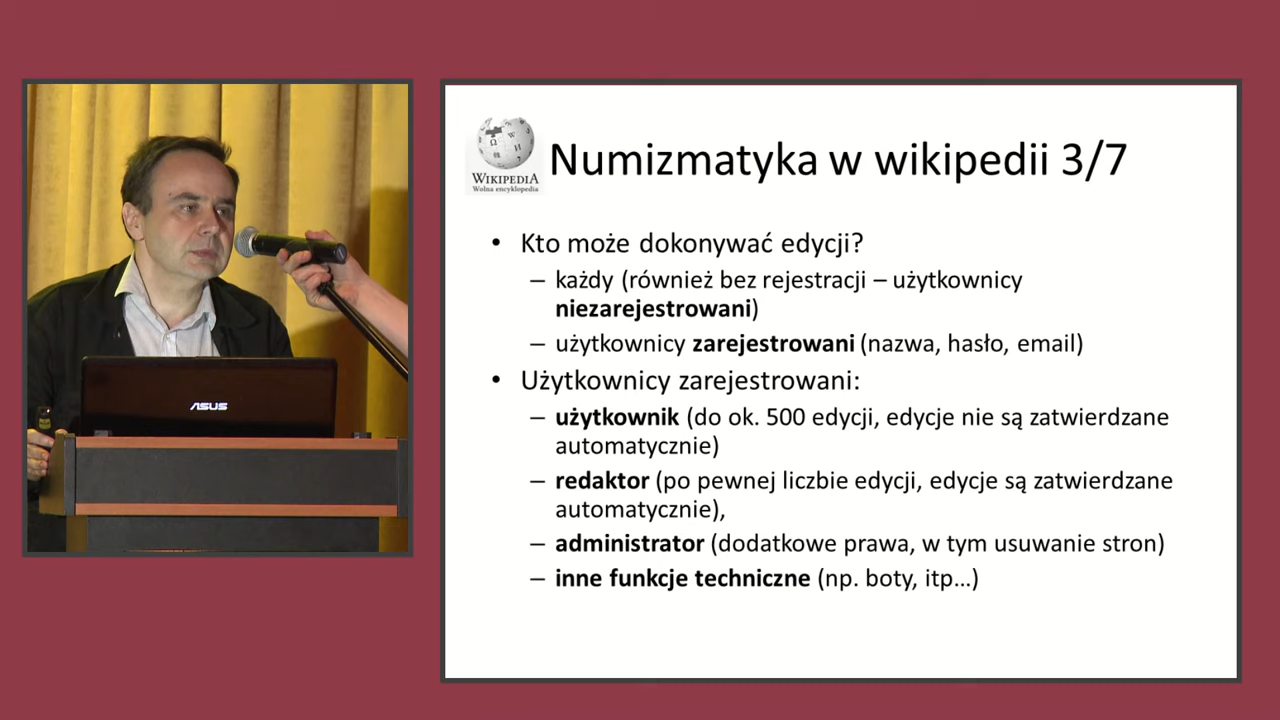 ASUS
WIKIPEDIA
Wolna encyklopedia
Numizmatyka w wikipedii 3/7
• Kto może dokonywać edycji?
– każdy (również bez rejestracji – użytkownicy
niezarejestrowani)
– użytkownicy zarejestrowani (nazwa, hasło, email)
• Użytkownicy zarejestrowani:
– użytkownik (do ok. 500 edycji, edycje nie są zatwierdzane
automatycznie)
– redaktor (po pewnej liczbie edycji, edycje są zatwierdzane
automatycznie),
– administrator (dodatkowe prawa, w tym usuwanie stron)
– inne funkcje techniczne (np. boty, itp…)